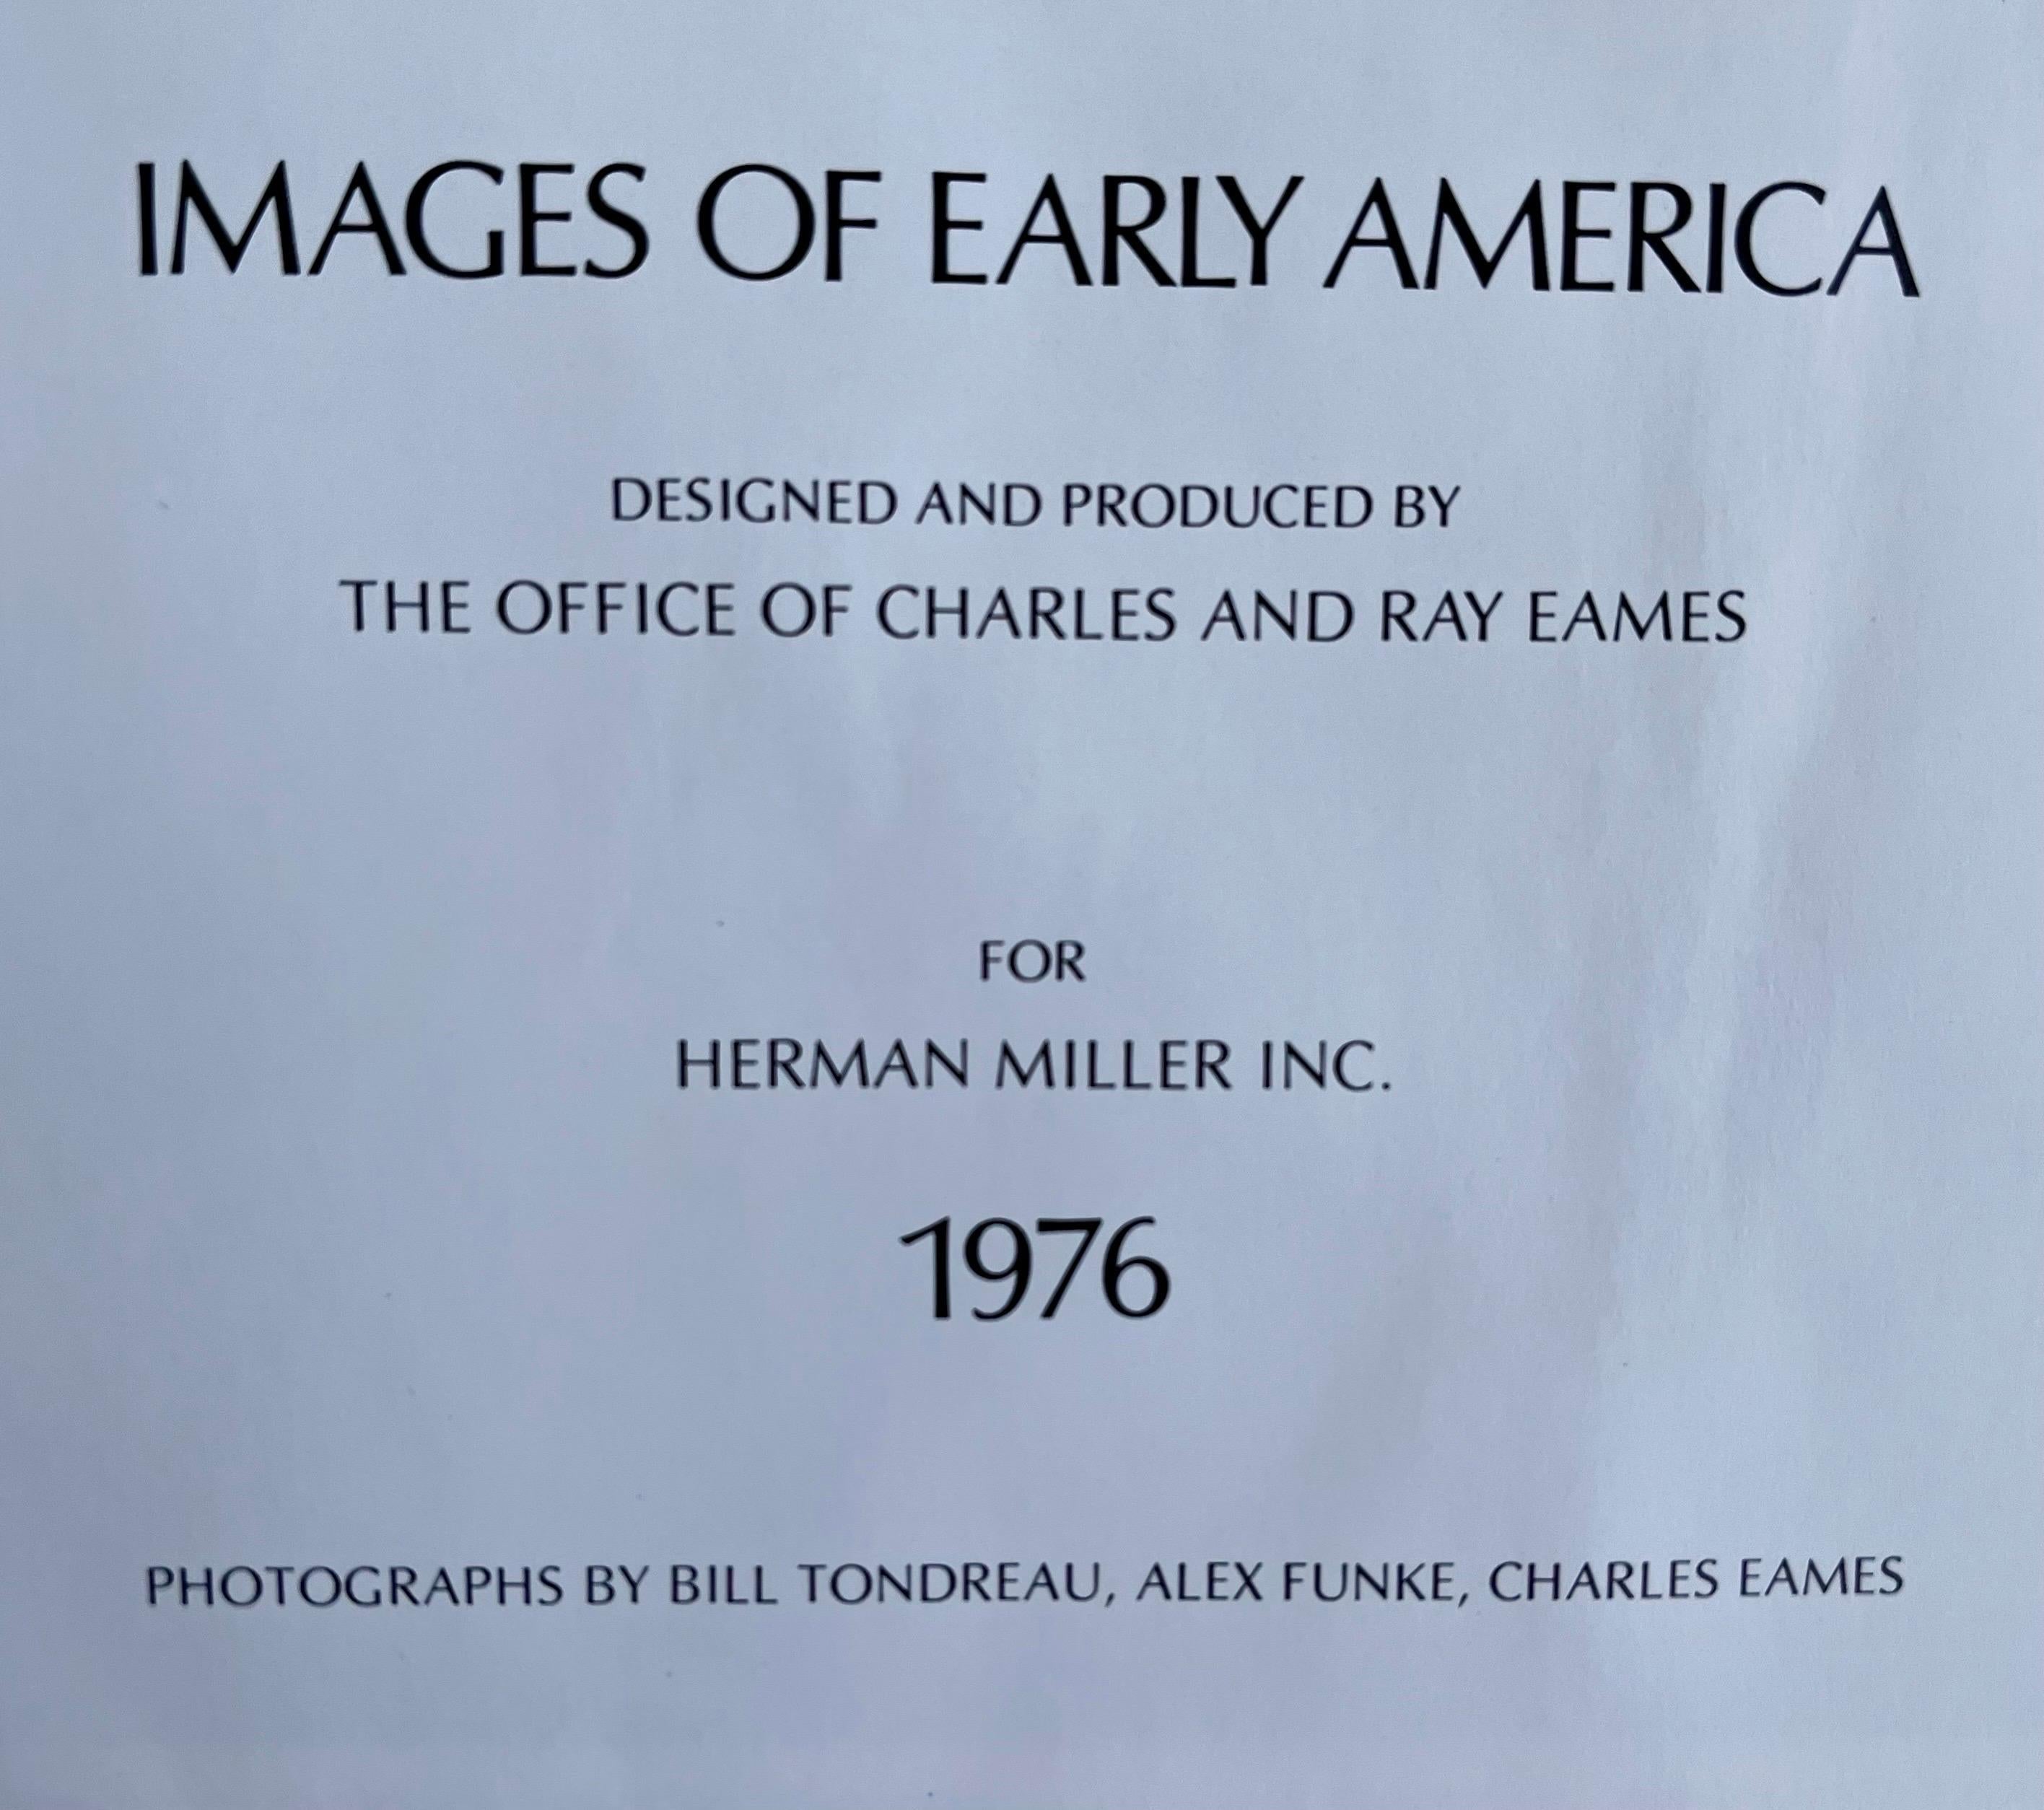 IMAGES OF EARLY AMERICA
DESIGNED AND PRODUCED BY
THE OFFICE OF CHARLES AND RAY EAMES
FOR
HERMAN MILLER INC.
1976
PHOTOGRAPHS BY BILL TONDREAU, ALEX FUNKE, CHARLES EAMES